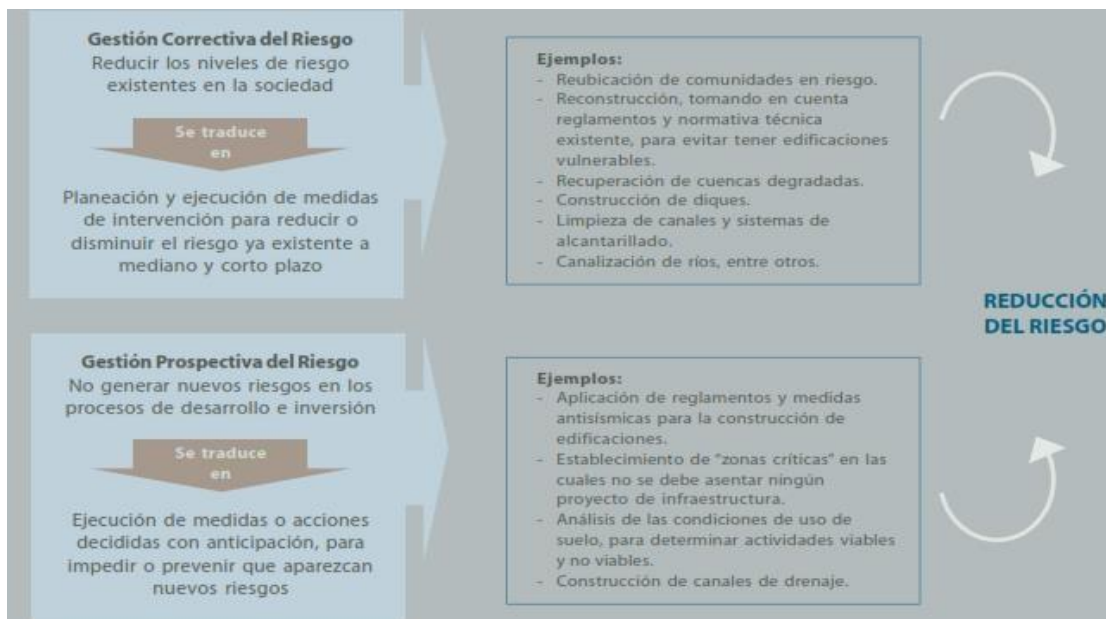 Gestión Correctiva del Riesgo
Reducir los niveles de riesgo
existentes en la sociedad
Se traduce
en
Planeación y ejecución de medidas
de intervención para reducir o
disminuir el riesgo ya existente a
mediano y corto plazo
Ejemplos:
- Reubicación de comunidades en riesgo.
- Reconstrucción, tomando en cuenta
reglamentos y normativa técnica
existente, para evitar tener edificaciones
vulnerables.
- Recuperación de cuencas degradadas.
- Construcción de diques.
- Limpieza de canales y sistemas de
alcantarillado.
- Canalización de ríos, entre otros.
Gestión Prospectiva del Riesgo
No generar nuevos riesgos en los
procesos de desarrollo e inversión
Se traduce
en
Ejecución de medidas o acciones
decididas con anticipación, para
impedir o prevenir que aparezcan
nuevos riesgos
Ejemplos:
- Aplicación de reglamentos y medidas
antisísmicas para la construcción de
edificaciones.
- Establecimiento de "zonas críticas" en las
cuales no se debe asentar ningún
proyecto de infraestructura.
- Análisis de las condiciones de uso de
suelo, para determinar actividades viables
y no viables.
- Construcción de canales de drenaje.
REDUCCIÓN
DEL RIESGO